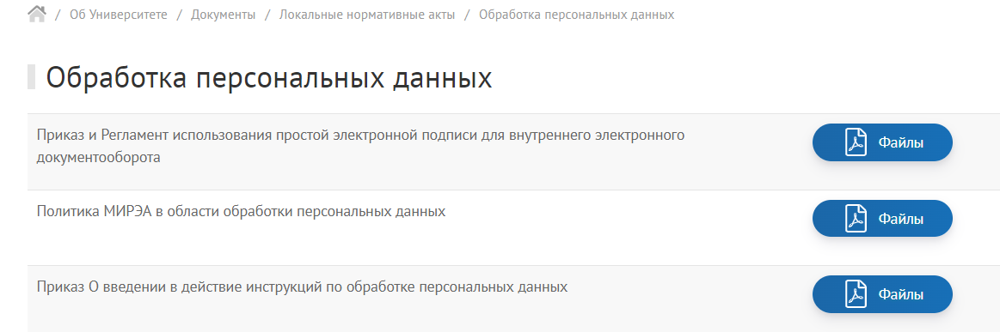 / Об Университете / Документы / Локальные нормативные акты / Обработка персональных данных
Обработка персональных данных
Приказ и Регламент использования простой электронной подписи для внутреннего электронного
документооборота
Файлы
Политика МИРЭА в области обработки персональных данных
Файлы
Приказ О введении в действие инструкций по обработке персональных данных
Файлы